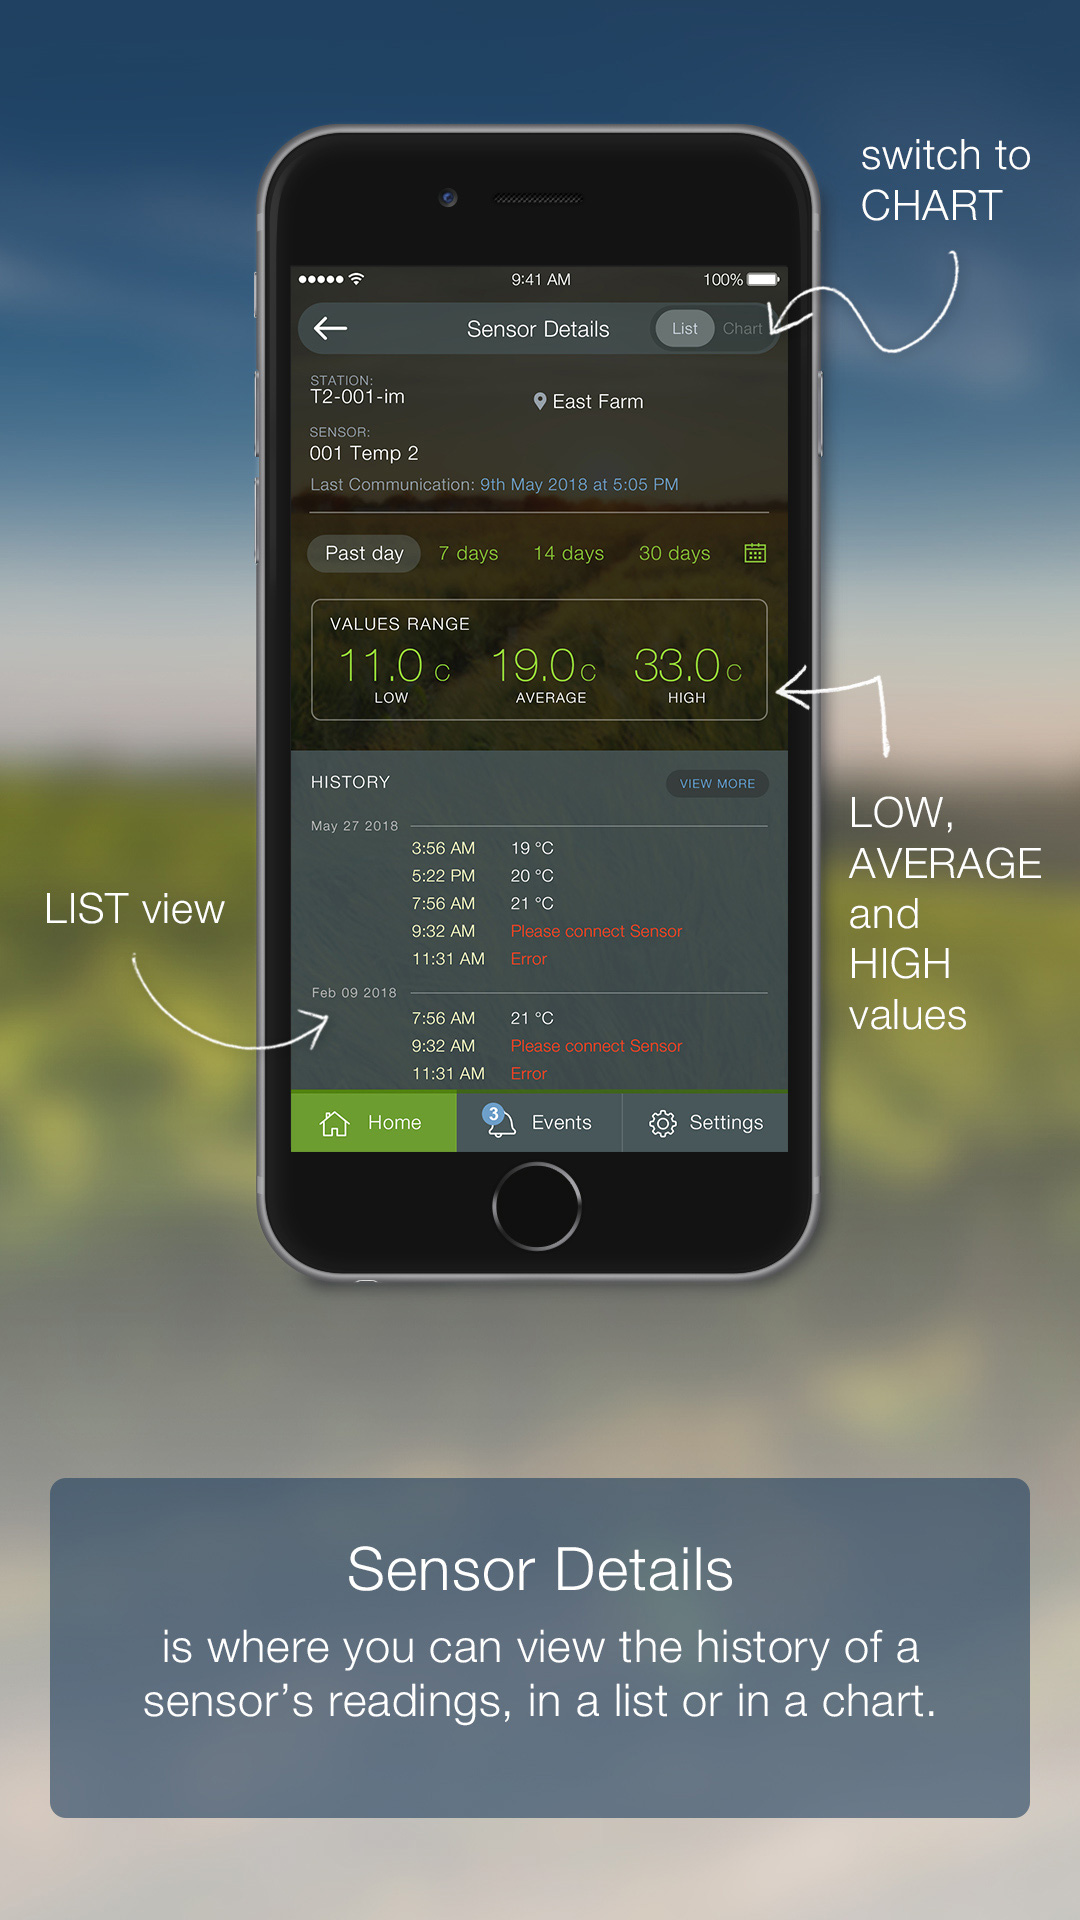 switch to
CHART
9:41 AM 100%
Sensor Details List Chart
STATION:
T2-001-im
East Farm
SENSOR:
001 Temp 2
Last Communication: 9th May 2018 at 5:05 PM
Past day 7 days 14 days 30 days
VALUES RANGE
11.0 C 19.0 C 33.0 C
LOW AVERAGE HIGH
HISTORY VIEW MORE
May 27 2018
3:56 AM 19 °C
5:22 PM 20 °C
7:56 AM 21 °C
9:32 AM Please connect Sensor
11:31 AM Error
Feb 09 2018
7:56 AM 21 °C
9:32 AM Please connect Sensor
11:31 AM Error
Home 3 Events Settings
LIST view
LOW,
AVERAGE
and
HIGH
values
Sensor Details
is where you can view the history of a
sensor’s readings, in a list or in a chart.